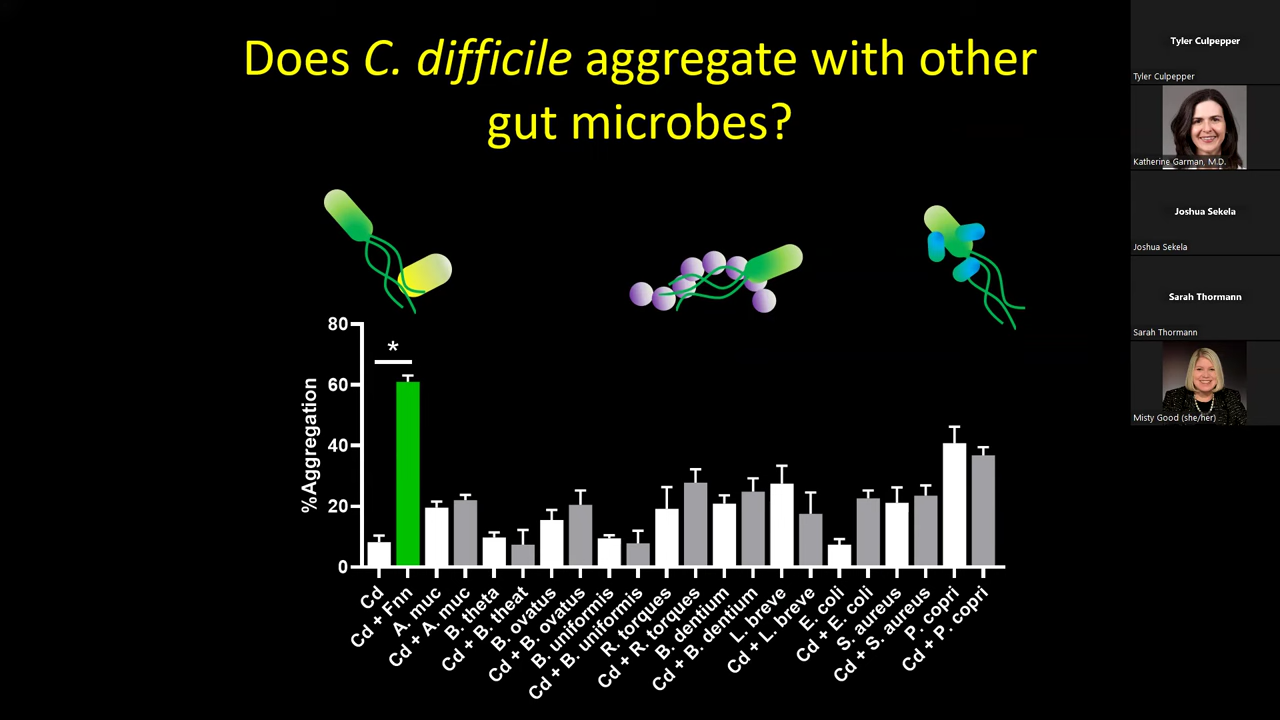 Does C. difficile aggregate with other
gut microbes?
*
%Aggregation
80
60
40
20
0
Cd
Cd + Fnn
A. muc
Cd + A. muc
B. theta
Cd + B. theat
B. ovatus
Cd + B. ovatus
B. uniformis
Cd + B. uniformis
R. torques
Cd + R. torques
B. dentium
Cd + B. dentium
L. breve
Cd + L. breve
E. coli
Cd + E. coli
S. aureus
Cd + S. aureus
P. copri
Cd + P. copri
Tyler Culpepper
Tyler Culpepper
Katherine Garman, M.D.
Joshua Sekela
Joshua Sekela
Sarah Thormann
Sarah Thormann
Misty Good (she/her)